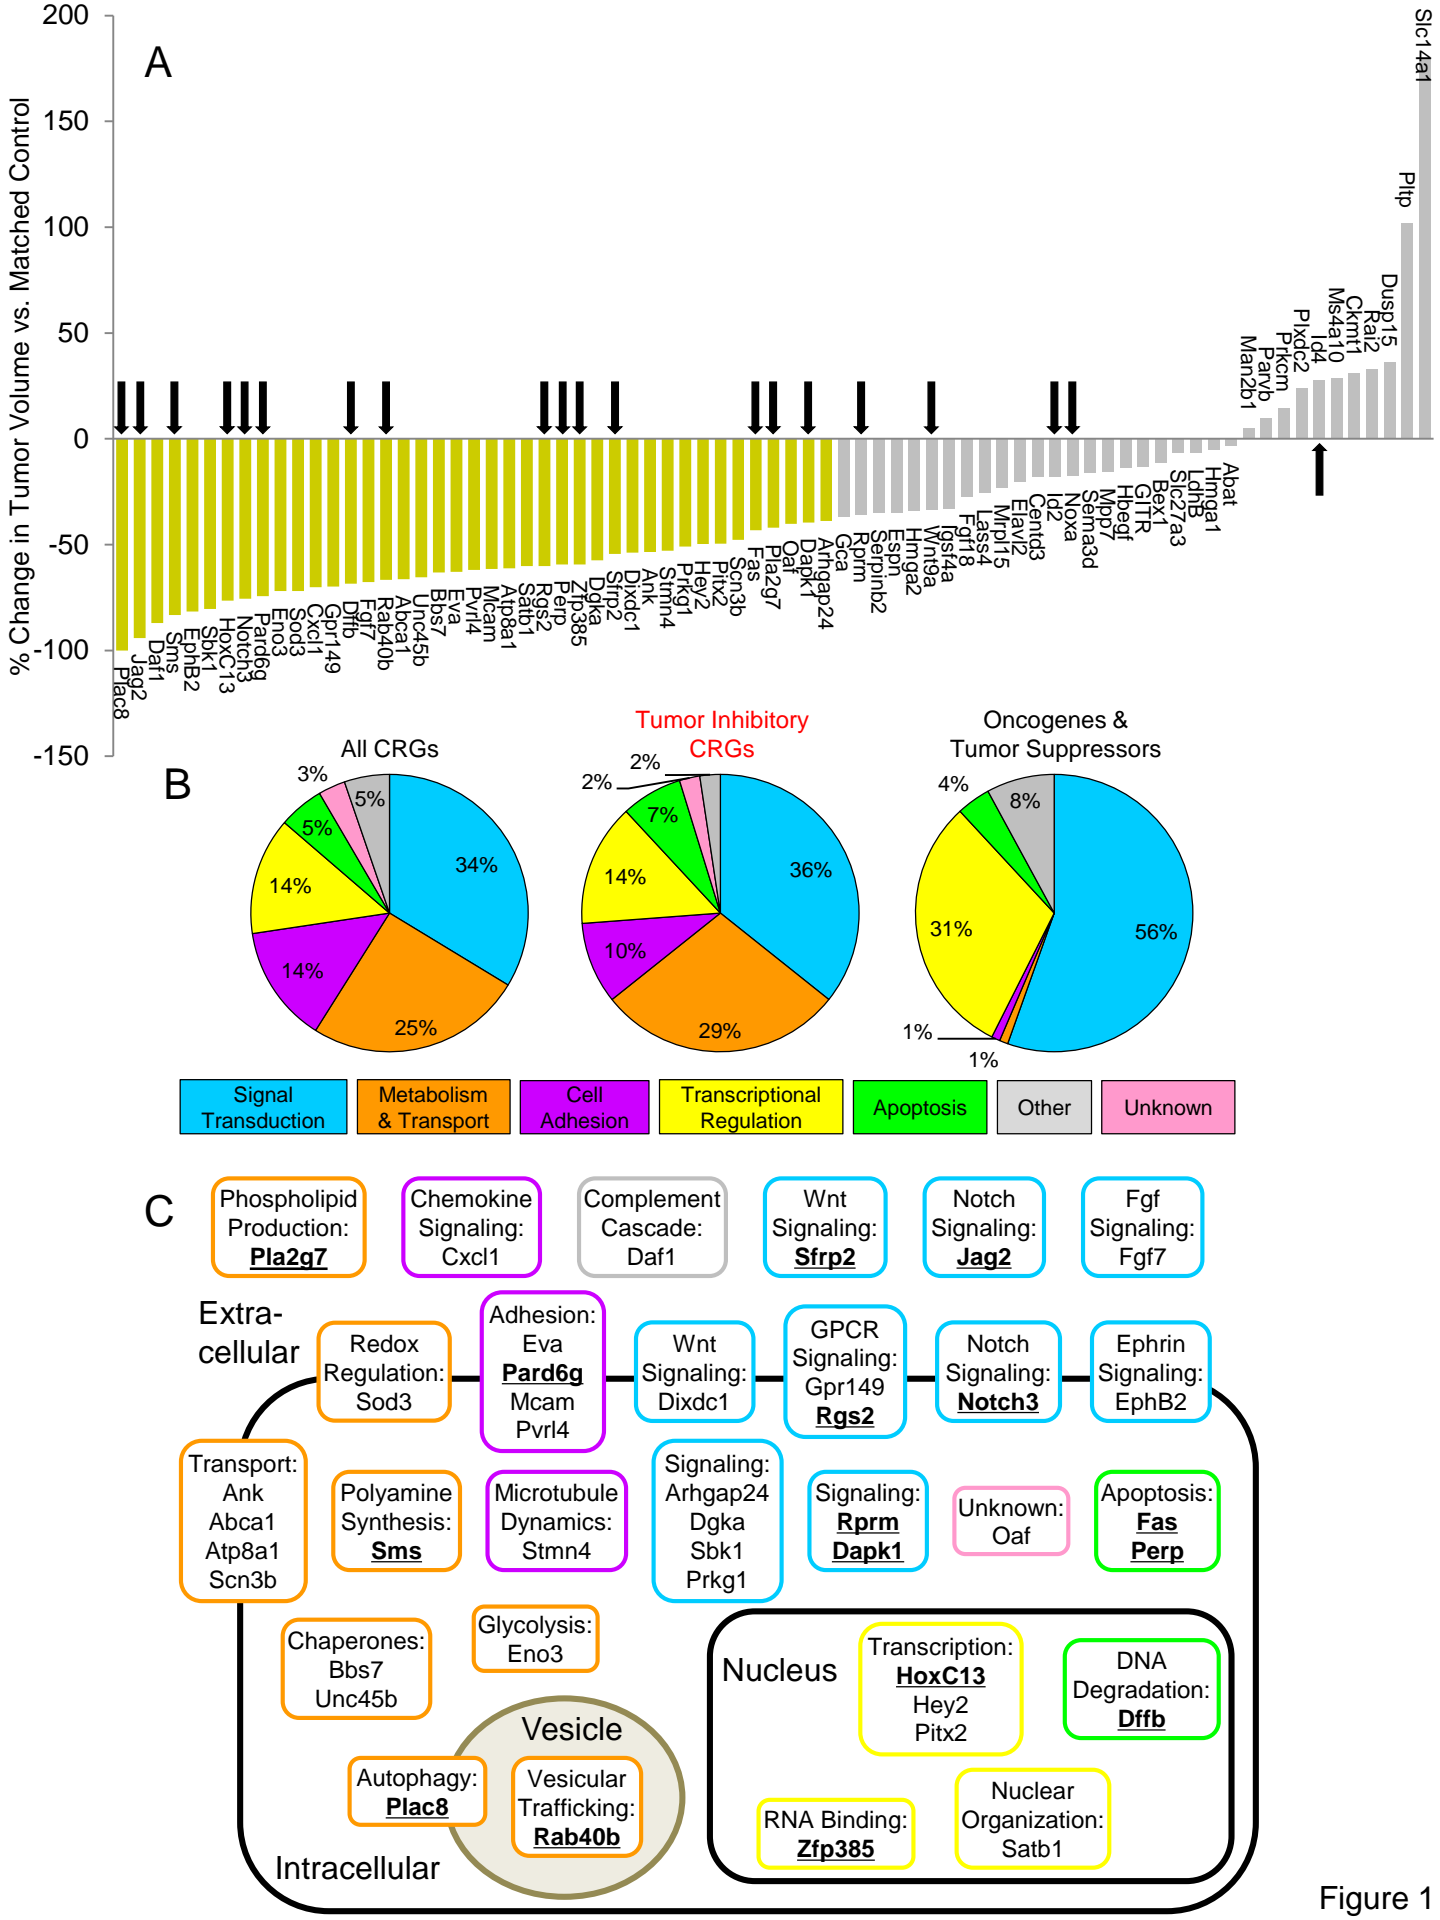 200
150
100
50
0
-50
-100
-150
% Change in Tumor Volume vs. Matched Control
A
Plac8
Jag2
Daf1
Sms
EphB2
Sbk1
HoxC13
Notch3
Pard6g
Eno3
Sod3
Cxcl1
Gpr149
Dffb
Fgf7
Rab40b
Abca1
Unc45b
Bbs7
Eva
Pvrl4
Mcam
Atp8a1
Satb1
Rgs2
Perp
Zfp385
Dgka
Sfrp2
Dixdc1
Ank
Stmn4
Prkg1
Hey2
Pitx2
Scn3b
Fas
Pla2g7
Oaf
Dapk1
Arhgap24
Gca
Rprm
Serpinb2
Espn
Hmga2
Wnt9a
Igsf4a
Fgf18
Lass4
Mrpl15
Elavl2
Centd3
Id2
Noxa
Sema3d
Mpp7
Hbegf
GITR
Bex1
Slc27a3
LdhB
Hmga1
Abat
Man2b1
Parvb
Prkcm
Plxdc2
Id4
Ms4a10
Ckmt1
Rai2
Dusp15
Pltp
Slc14a1
B
All CRGs
34%
25%
14%
14%
5%
3%
5%
Tumor Inhibitory
CRGs
36%
29%
10%
14%
7%
2%
2%
Oncogenes &
Tumor Suppressors
56%
1%
1%
31%
4%
8%
Signal
Transduction
Metabolism
& Transport
Cell
Adhesion
Transcriptional
Regulation
Apoptosis
Other
Unknown
C
Phospholipid
Production:
Pla2g7
Chemokine
Signaling:
Cxcl1
Complement
Cascade:
Daf1
Wnt
Signaling:
Sfrp2
Notch
Signaling:
Jag2
Fgf
Signaling:
Fgf7
Extra-
cellular
Redox
Regulation:
Sod3
Adhesion:
Eva
Pard6g
Mcam
Pvrl4
Wnt
Signaling:
Dixdc1
GPCR
Signaling:
Gpr149
Rgs2
Notch
Signaling:
Notch3
Ephrin
Signaling:
EphB2
Transport:
Ank
Abca1
Atp8a1
Scn3b
Polyamine
Synthesis:
Sms
Microtubule
Dynamics:
Stmn4
Signaling:
Arhgap24
Dgka
Sbk1
Prkg1
Signaling:
Rprm
Dapk1
Unknown:
Oaf
Apoptosis:
Fas
Perp
Chaperones:
Bbs7
Unc45b
Glycolysis:
Eno3
Nucleus
Transcription:
HoxC13
Hey2
Pitx2
DNA
Degradation:
Dffb
Vesicle
Autophagy:
Plac8
Vesicular
Trafficking:
Rab40b
RNA Binding:
Zfp385
Nuclear
Organization:
Satb1
Intracellular
Figure 1